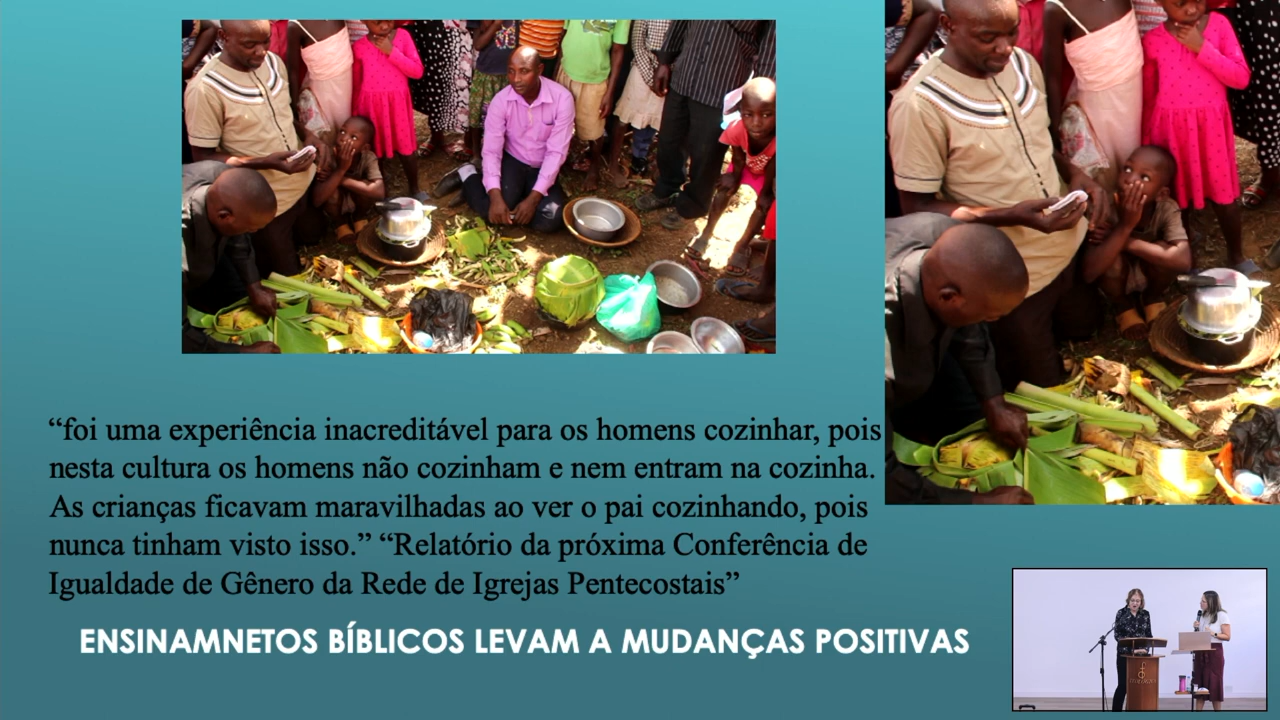 “foi uma experiência inacreditável para os homens cozinhar, pois
nesta cultura os homens não cozinham e nem entram na cozinha.
As crianças ficavam maravilhadas ao ver o pai cozinhando, pois
nunca tinham visto isso.” “Relatório da próxima Conferência de
Igualdade de Gênero da Rede de Igrejas Pentecostais”
ENSINAMNETOS BÍBLICOS LEVAM A MUDANÇAS POSITIVAS